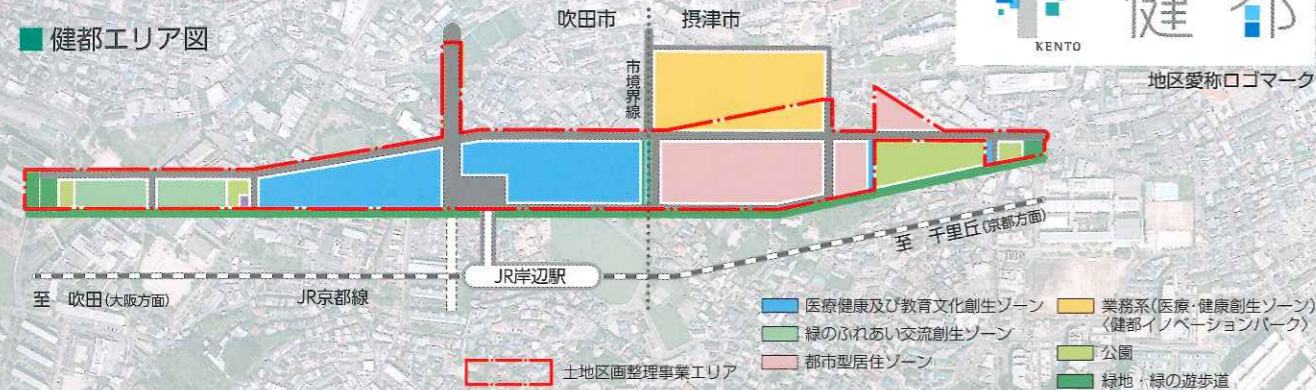 健都エリア図
吹田市
摂津市
市境界線
KENTO
健都
地区愛称ロゴマーク
至 千里丘(京都方面)
JR岸辺駅
至 吹田(大阪方面)
JR京都線
医療健康及び教育文化創生ゾーン
緑のふれあい交流創生ゾーン
都市型居住ゾーン
業務系(医療・健康創生ゾーン)
〈健都イノベーションパーク〉
公園
緑地・緑の遊歩道
土地区画整理事業エリア